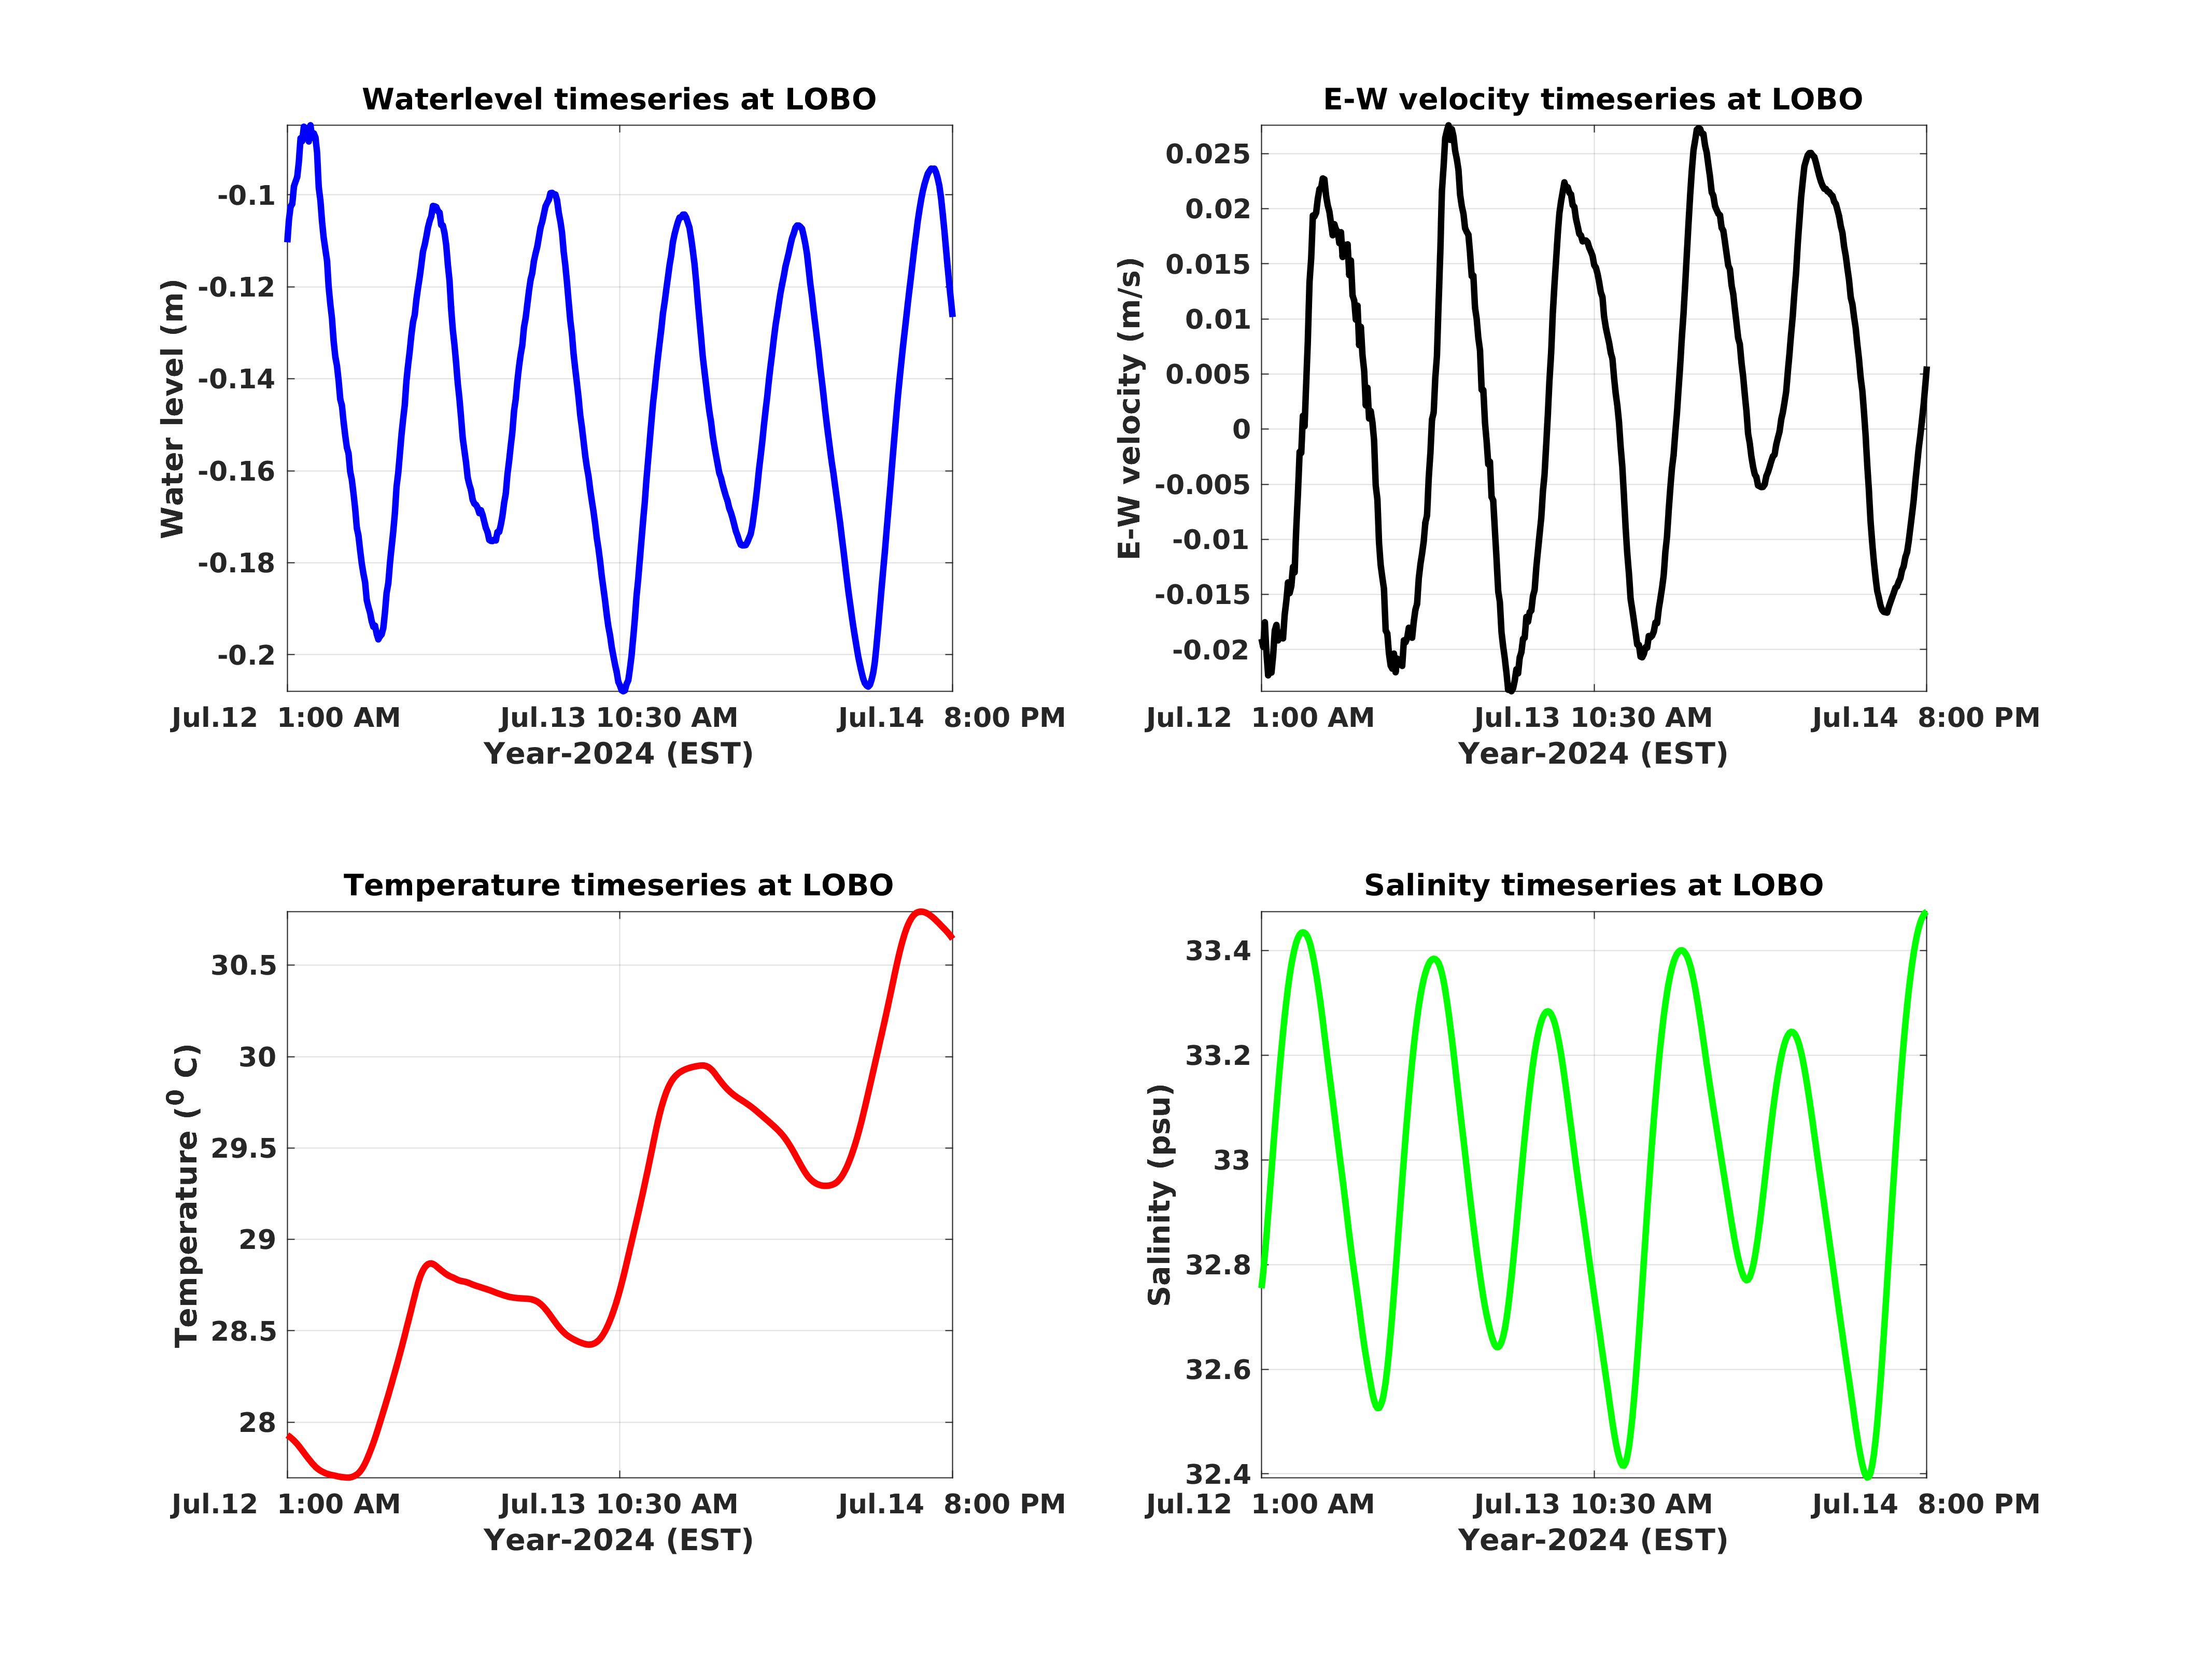 Waterlevel timeseries at LOBO
Water level (m)
-0.1
-0.12
-0.14
-0.16
-0.18
-0.2
Jul.12  1:00 AM
Jul.13 10:30 AM
Jul.14  8:00 PM
Year-2024 (EST)
E-W velocity timeseries at LOBO
E-W velocity (m/s)
0.025
0.02
0.015
0.01
0.005
0
-0.005
-0.01
-0.015
-0.02
Jul.12  1:00 AM
Jul.13 10:30 AM
Jul.14  8:00 PM
Year-2024 (EST)
Temperature timeseries at LOBO
Temperature (⁰ C)
30.5
30
29.5
29
28.5
28
Jul.12  1:00 AM
Jul.13 10:30 AM
Jul.14  8:00 PM
Year-2024 (EST)
Salinity timeseries at LOBO
Salinity (psu)
33.4
33.2
33
32.8
32.6
32.4
Jul.12  1:00 AM
Jul.13 10:30 AM
Jul.14  8:00 PM
Year-2024 (EST)